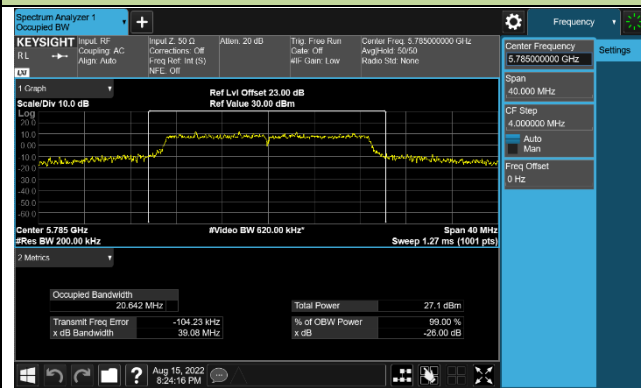 Spectrum Analyzer 1
Occupied BW
Frequency
KEYSIGHT
Input: RF
Coupling: AC
Align: Auto
Input Z: 50 Ω
Corrections: Off
Freq Ref: Int (S)
NFE: Off
Atten: 20 dB
Trig: Free Run
Gate: Off
#IF Gain: Low
Center Freq: 5.785000000 GHz
Avg|Hold: 50/50
Radio Std: None
RL
LXI
Center Frequency
5.785000000 GHz
Settings
Span
40.000 MHz
CF Step
4.000000 MHz
Auto
Man
Freq Offset
0 Hz
1 Graph
Scale/Div 10.0 dB
Ref Lvl Offset 23.00 dB
Ref Value 30.00 dBm
Log
20.0
10.0
0.00
-10.0
-20.0
-30.0
-40.0
-50.0
-60.0
Center 5.785 GHz
#Video BW 620.00 kHz*
Span 40 MHz
#Res BW 200.00 kHz
Sweep 1.27 ms (1001 pts)
2 Metrics
Occupied Bandwidth
20.642 MHz
Total Power 27.1 dBm
Transmit Freq Error -104.23 kHz
% of OBW Power 99.00 %
x dB Bandwidth 39.08 MHz
x dB -26.00 dB
Aug 15, 2022
8:24:16 PM